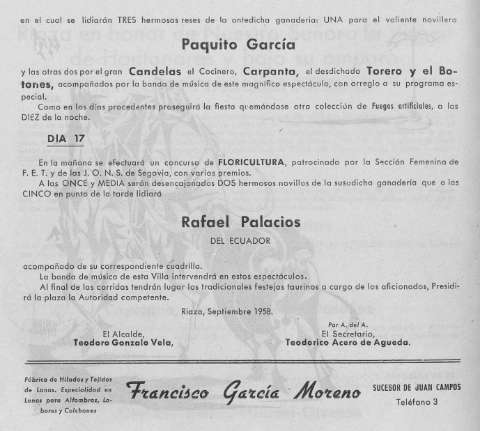 en el cual se lidiarán TRES hermosos reses de la antedicha ganadería: UNA para el valiente novillero
Paquito García
y las otras dos por el gran Candelas el Cocinero, Carpanta, el desdichado Torero y el Bo-
tones, acompañados por la banda de música de este magnífico espectáculo, con arreglo a su programa es-
pecial.
Como en los días precedentes proseguirá la fiesta quemándose otra colección de Fuegos artificiales, a las
DIEZ de la noche.
DIA 17
En la mañana se efectuará un concurso de FLORICULTURA, patrocinado por la Sección Femenina de
F. E. T. y de las J. O. N. S. de Segovia, con varios premios.
A las ONCE y MEDIA serán desencajonados DOS hermosos novillos de la susodicha ganadería que a las
CINCO en punto de la tarde lidiará
Rafael Palacios
DEL ECUADOR
acompañado de su correspondiente cuadrilla.
La banda de música de esta Villa intervendrá en estos espectáculos.
Al final de las corridas tendrán lugar los tradicionales festejos taurinos a cargo de los aficionados, Presidi-
rá la plaza la Autoridad competente.
Riaza, Septiembre 1958.
El Alcalde,
Teodoro Gonzalo Vela,
Por A. del A.
El Secretario,
Teodorico Acero de Agueda.
Fábrica de Hilados y Tejidos
de Lanas. Especialidad en
Lanas para Alfombras, La-
bores y Colchones
Francisco García Moreno
SUCESOR DE JUAN CAMPOS
Teléfono 3